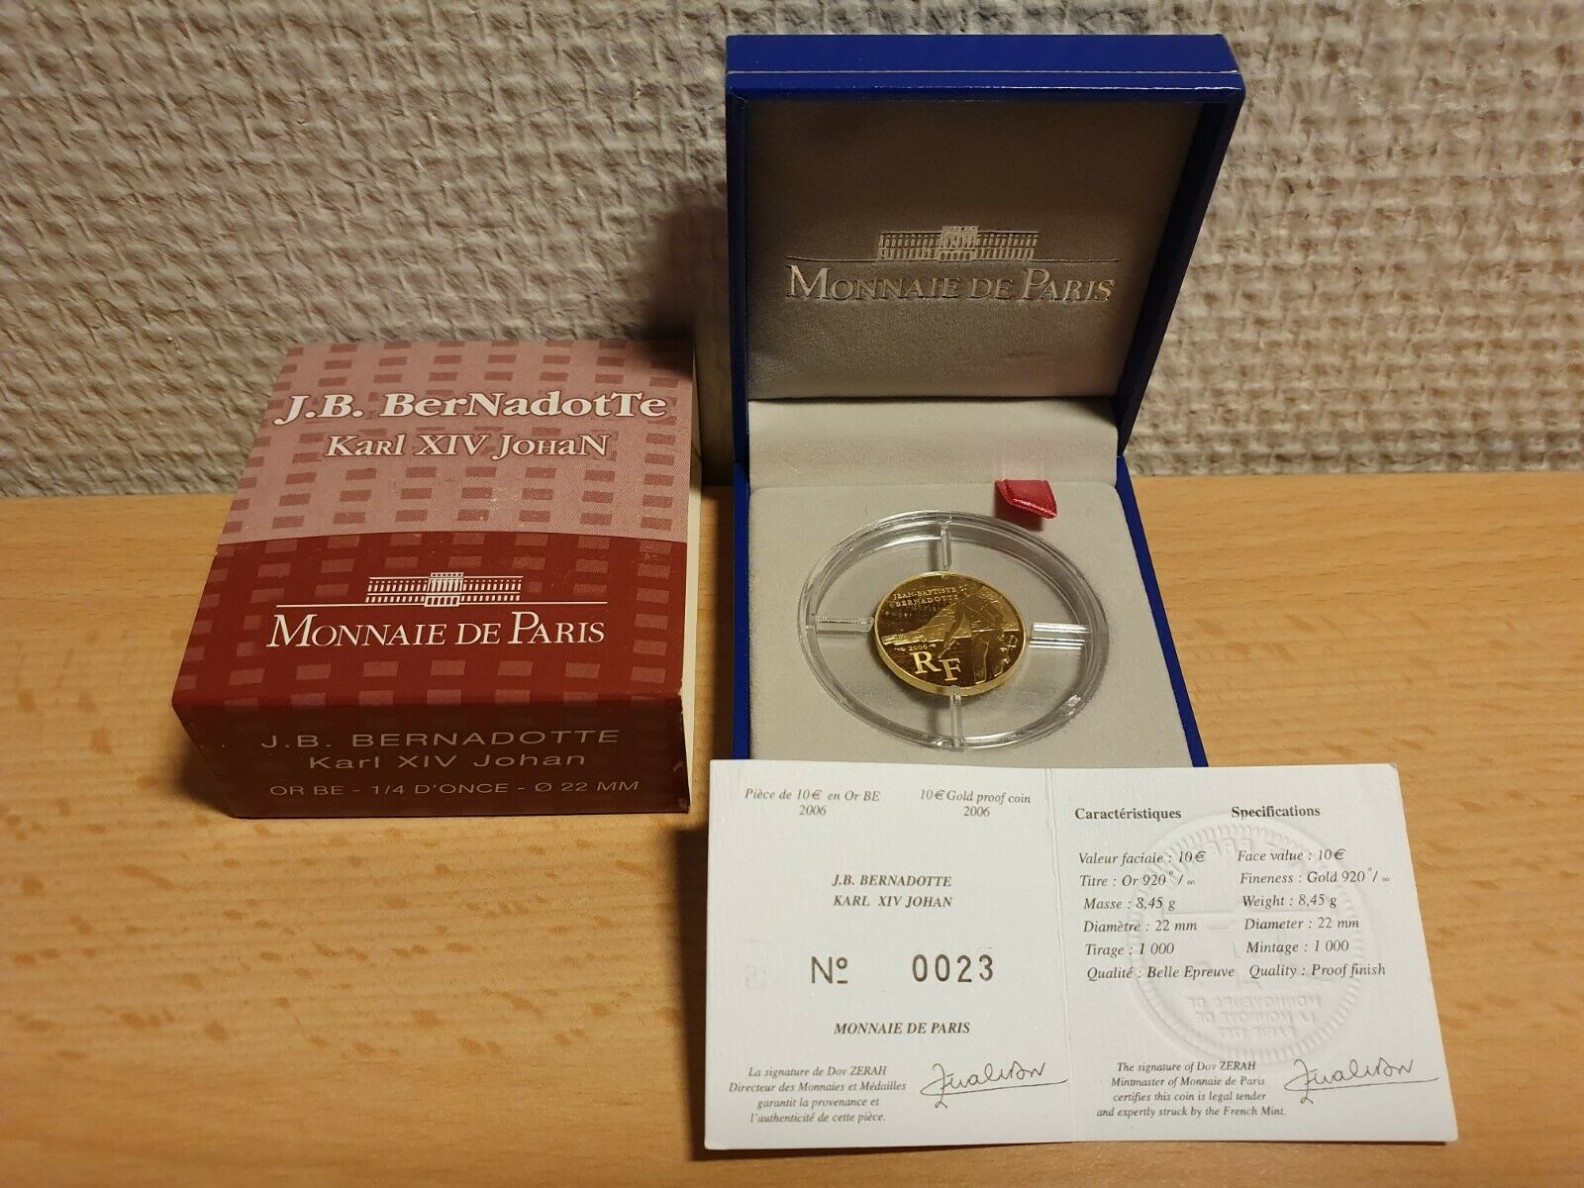 MONNAIE DE PARIS
J.B. BerNadotTe
Karl XIV JoHaN
MONNAIE DE PARIS
J.B. BERNADOTTE
Karl XIV Johan
OR BE - 1/4 D'ONCE - Ø 22 MM
JEAN-BAPTISTE
BERNADOTTE
2006
RF
Pièce de 10€ en Or BE
2006
10€ Gold proof coin
2006
J.B. BERNADOTTE
KARL XIV JOHAN
Nº 0023
MONNAIE DE PARIS
La signature de Dov ZERAH
Directeur des Monnaies et Médailles
garantit la provenance et
l'authenticité de cette pièce.
Caractéristiques
Valeur faciale : 10€
Titre : Or 920°/∞
Masse : 8,45 g
Diamètre : 22 mm
Tirage : 1 000
Qualité : Belle Epreuve
Specifications
Face value : 10€
Fineness : Gold 920°/∞
Weight : 8,45 g
Diameter : 22 mm
Mintage : 1 000
Quality : Proof finish
The signature of Dov ZERAH
Mintmaster of Monnaie de Paris
certifies this coin is legal tender
and expertly struck by the French Mint.